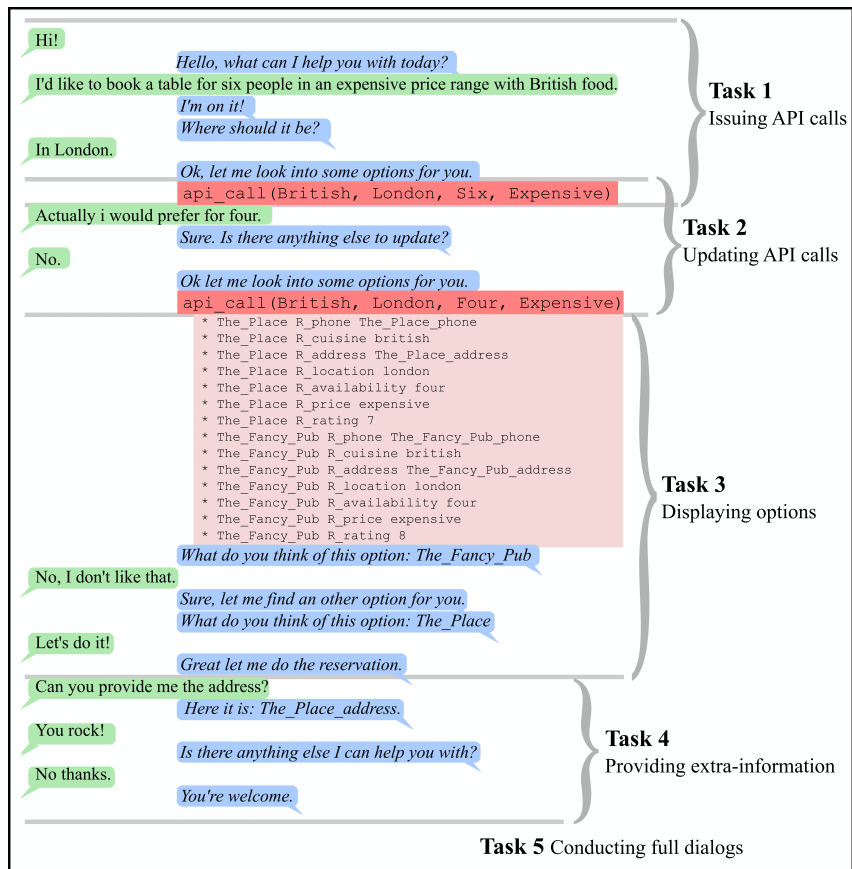 Hi!
Hello, what can I help you with today?
I'd like to book a table for six people in an expensive price range with British food.
I'm on it!
Where should it be?
In London.
Ok, let me look into some options for you.
api_call(British, London, Six, Expensive)
Task 1
Issuing API calls
Actually i would prefer for four.
Sure. Is there anything else to update?
No.
Ok let me look into some options for you.
api_call(British, London, Four, Expensive)
Task 2
Updating API calls
* The_Place R_phone The_Place_phone
* The_Place R_cuisine british
* The_Place R_address The_Place_address
* The_Place R_location london
* The_Place R_availability four
* The_Place R_price expensive
* The_Place R_rating 7
* The_Fancy_Pub R_phone The_Fancy_Pub_phone
* The_Fancy_Pub R_cuisine british
* The_Fancy_Pub R_address The_Fancy_Pub_address
* The_Fancy_Pub R_location london
* The_Fancy_Pub R_availability four
* The_Fancy_Pub R_price expensive
* The_Fancy_Pub R_rating 8
What do you think of this option: The_Fancy_Pub
No, I don't like that.
Sure, let me find an other option for you.
What do you think of this option: The_Place
Let's do it!
Great let me do the reservation.
Task 3
Displaying options
Can you provide me the address?
Here it is: The_Place_address.
You rock!
Is there anything else I can help you with?
No thanks.
You're welcome.
Task 4
Providing extra-information
Task 5 Conducting full dialogs